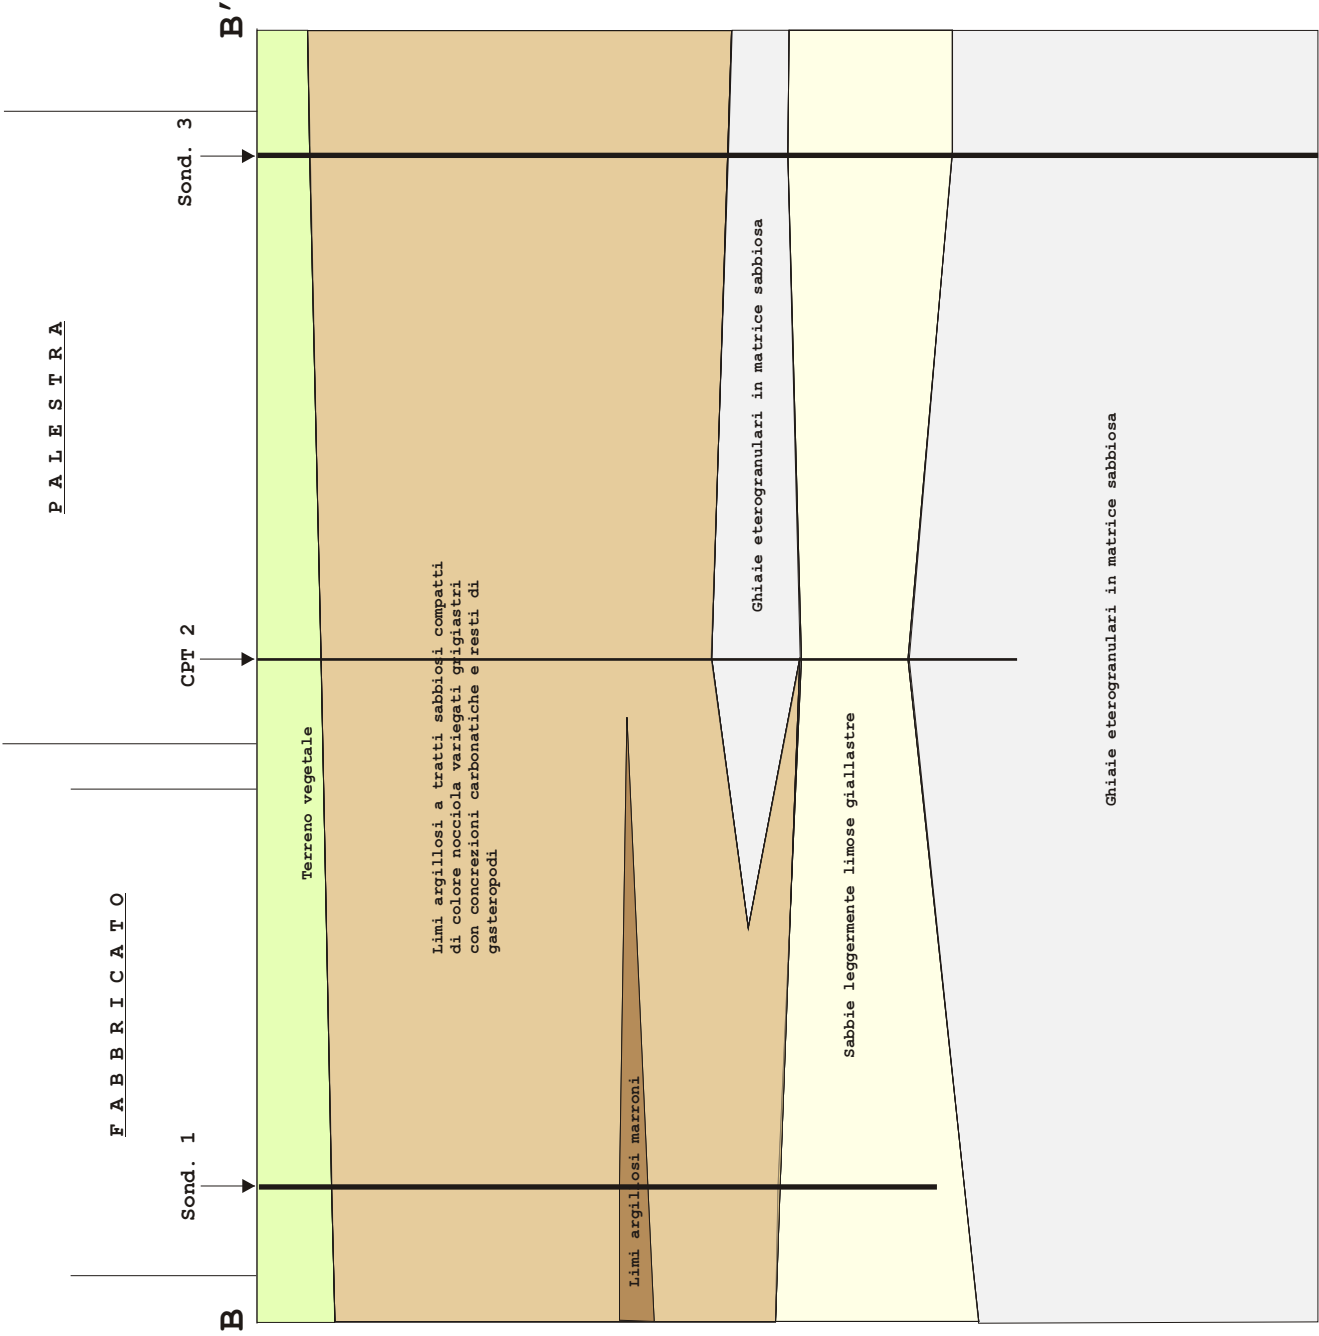 B
B'
FABBRICATO
PALESTRA
Sond. 1
CPT 2
Sond. 3
Terreno vegetale
Limi argillosi a tratti sabbiosi compatti
di colore nocciola variegati grigiastri
con concrezioni carbonatiche e resti di
gasteropodi
Limi argillosi marroni
Ghiaie eterogranulari in matrice sabbiosa
Sabbie leggermente limose giallastre
Ghiaie eterogranulari in matrice sabbiosa